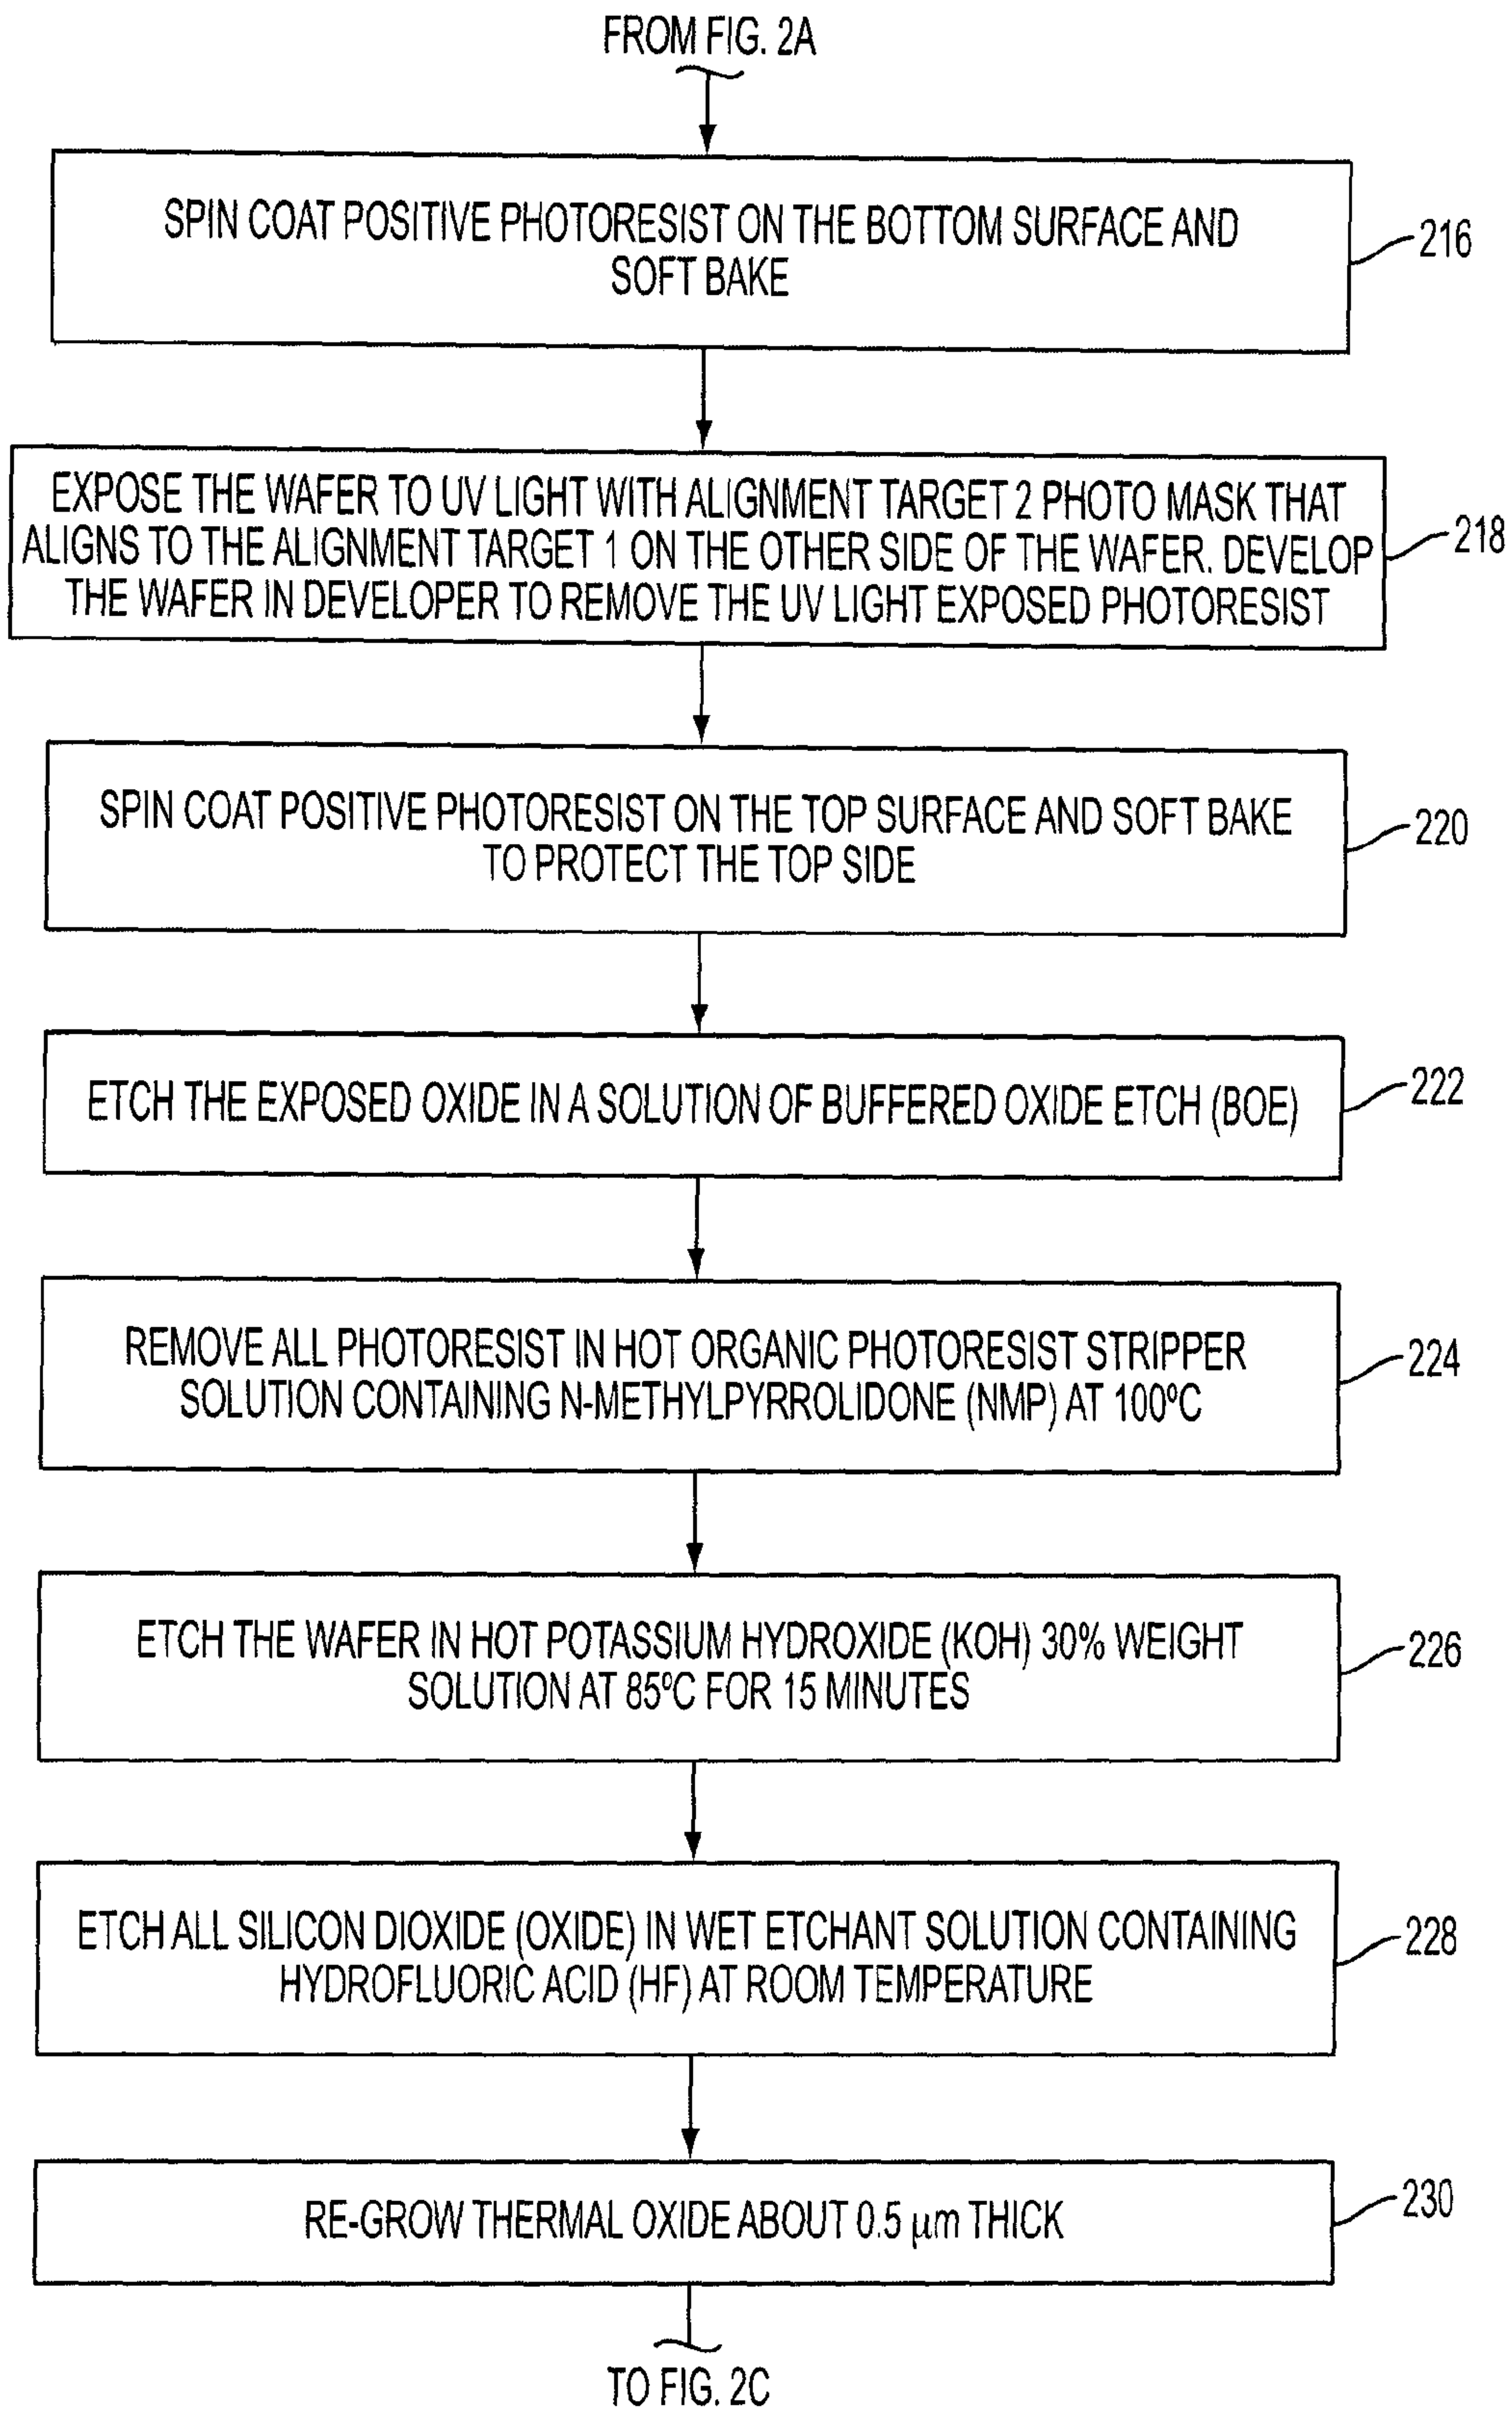 FROM FIG. 2A
SPIN COAT POSITIVE PHOTORESIST ON THE BOTTOM SURFACE AND
SOFT BAKE
216
EXPOSE THE WAFER TO UV LIGHT WITH ALIGNMENT TARGET 2 PHOTO MASK THAT
ALIGNS TO THE ALIGNMENT TARGET 1 ON THE OTHER SIDE OF THE WAFER. DEVELOP
THE WAFER IN DEVELOPER TO REMOVE THE UV LIGHT EXPOSED PHOTORESIST
218
SPIN COAT POSITIVE PHOTORESIST ON THE TOP SURFACE AND SOFT BAKE
TO PROTECT THE TOP SIDE
220
ETCH THE EXPOSED OXIDE IN A SOLUTION OF BUFFERED OXIDE ETCH (BOE)
222
REMOVE ALL PHOTORESIST IN HOT ORGANIC PHOTORESIST STRIPPER
SOLUTION CONTAINING N-METHYLPYRROLIDONE (NMP) AT 100ºC
224
ETCH THE WAFER IN HOT POTASSIUM HYDROXIDE (KOH) 30% WEIGHT
SOLUTION AT 85ºC FOR 15 MINUTES
226
ETCH ALL SILICON DIOXIDE (OXIDE) IN WET ETCHANT SOLUTION CONTAINING
HYDROFLUORIC ACID (HF) AT ROOM TEMPERATURE
228
RE-GROW THERMAL OXIDE ABOUT 0.5 µm THICK
230
TO FIG. 2C